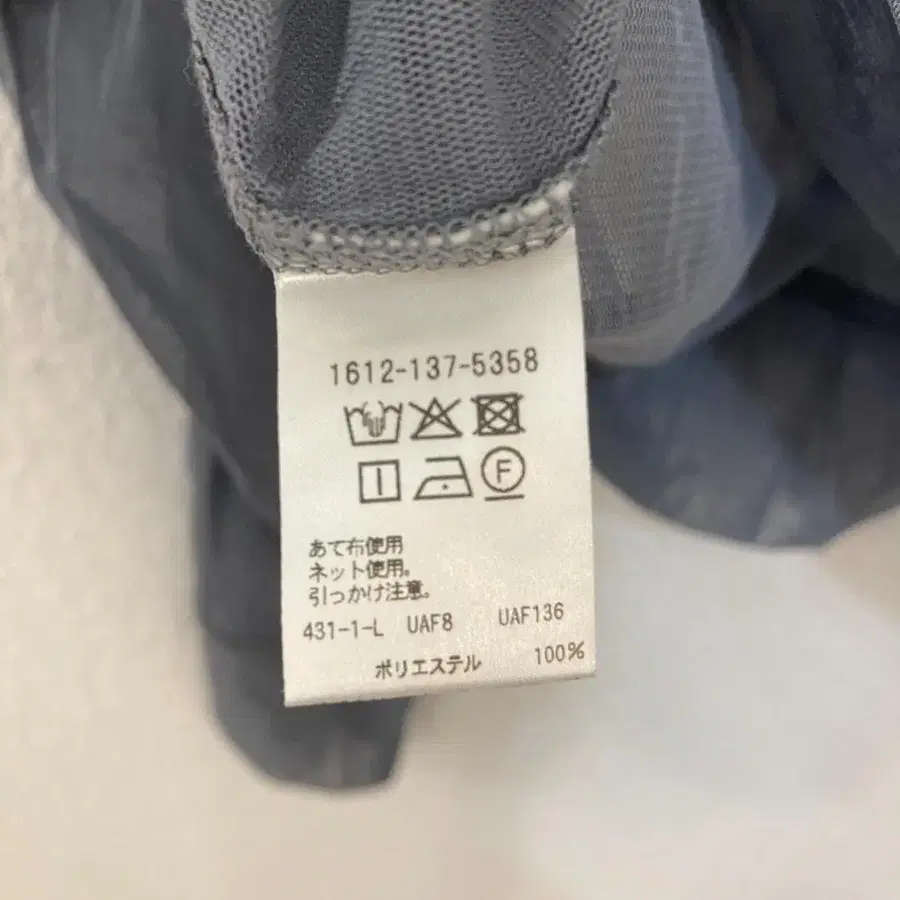 1612-137-5358
F
あて布使用
ネット使用。
引っかけ注意。
431-1-L UAF8 UAF136
ポリエステル 100%